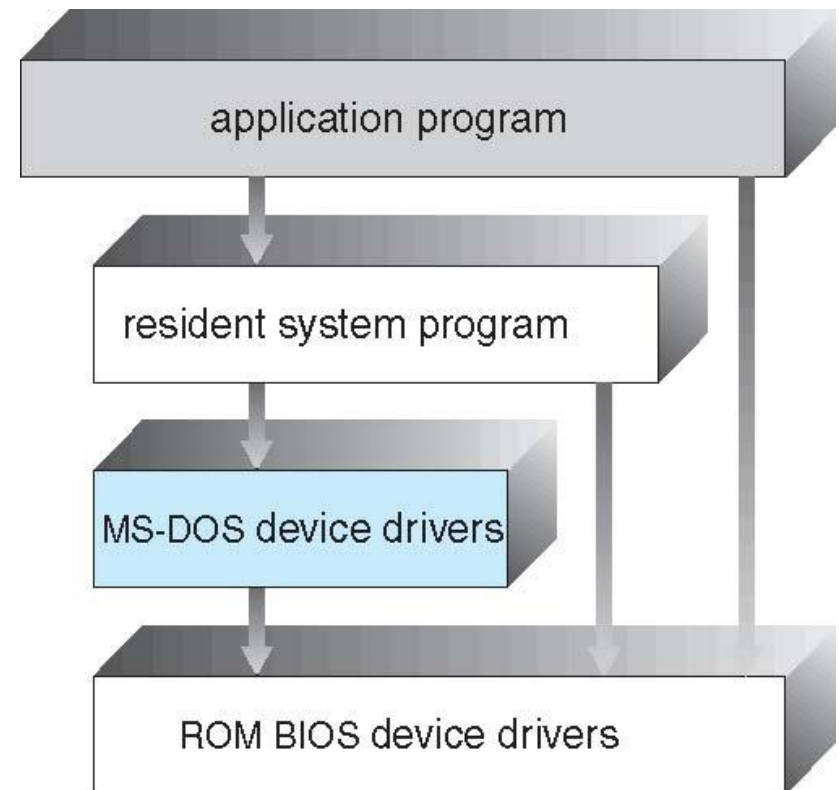 application program
resident system program
MS-DOS device drivers
ROM BIOS device drivers